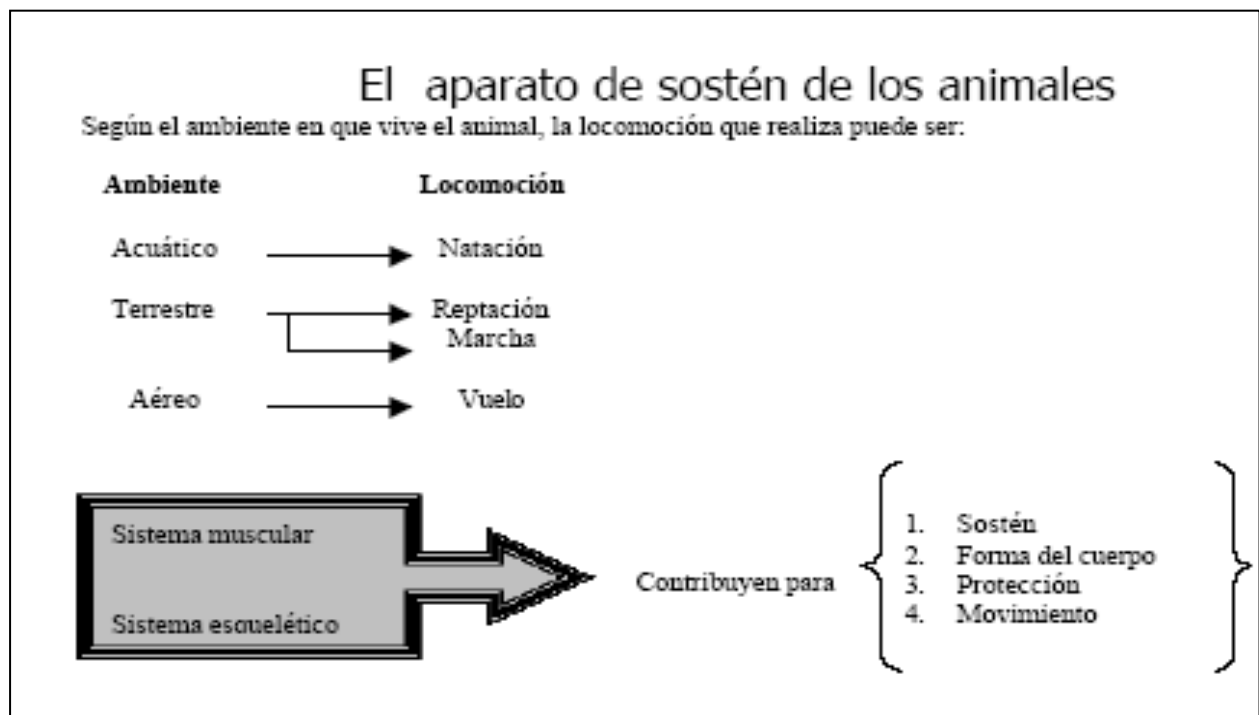 El aparato de sostén de los animales
Según el ambiente en que vive el animal, la locomoción que realiza puede ser:
Ambiente Locomoción
Acuático Natación
Terrestre Reptación
Marcha
Aéreo Vuelo
Sistema muscular
Sistema esquelético
Contribuyen para
1. Sostén
2. Forma del cuerpo
3. Protección
4. Movimiento